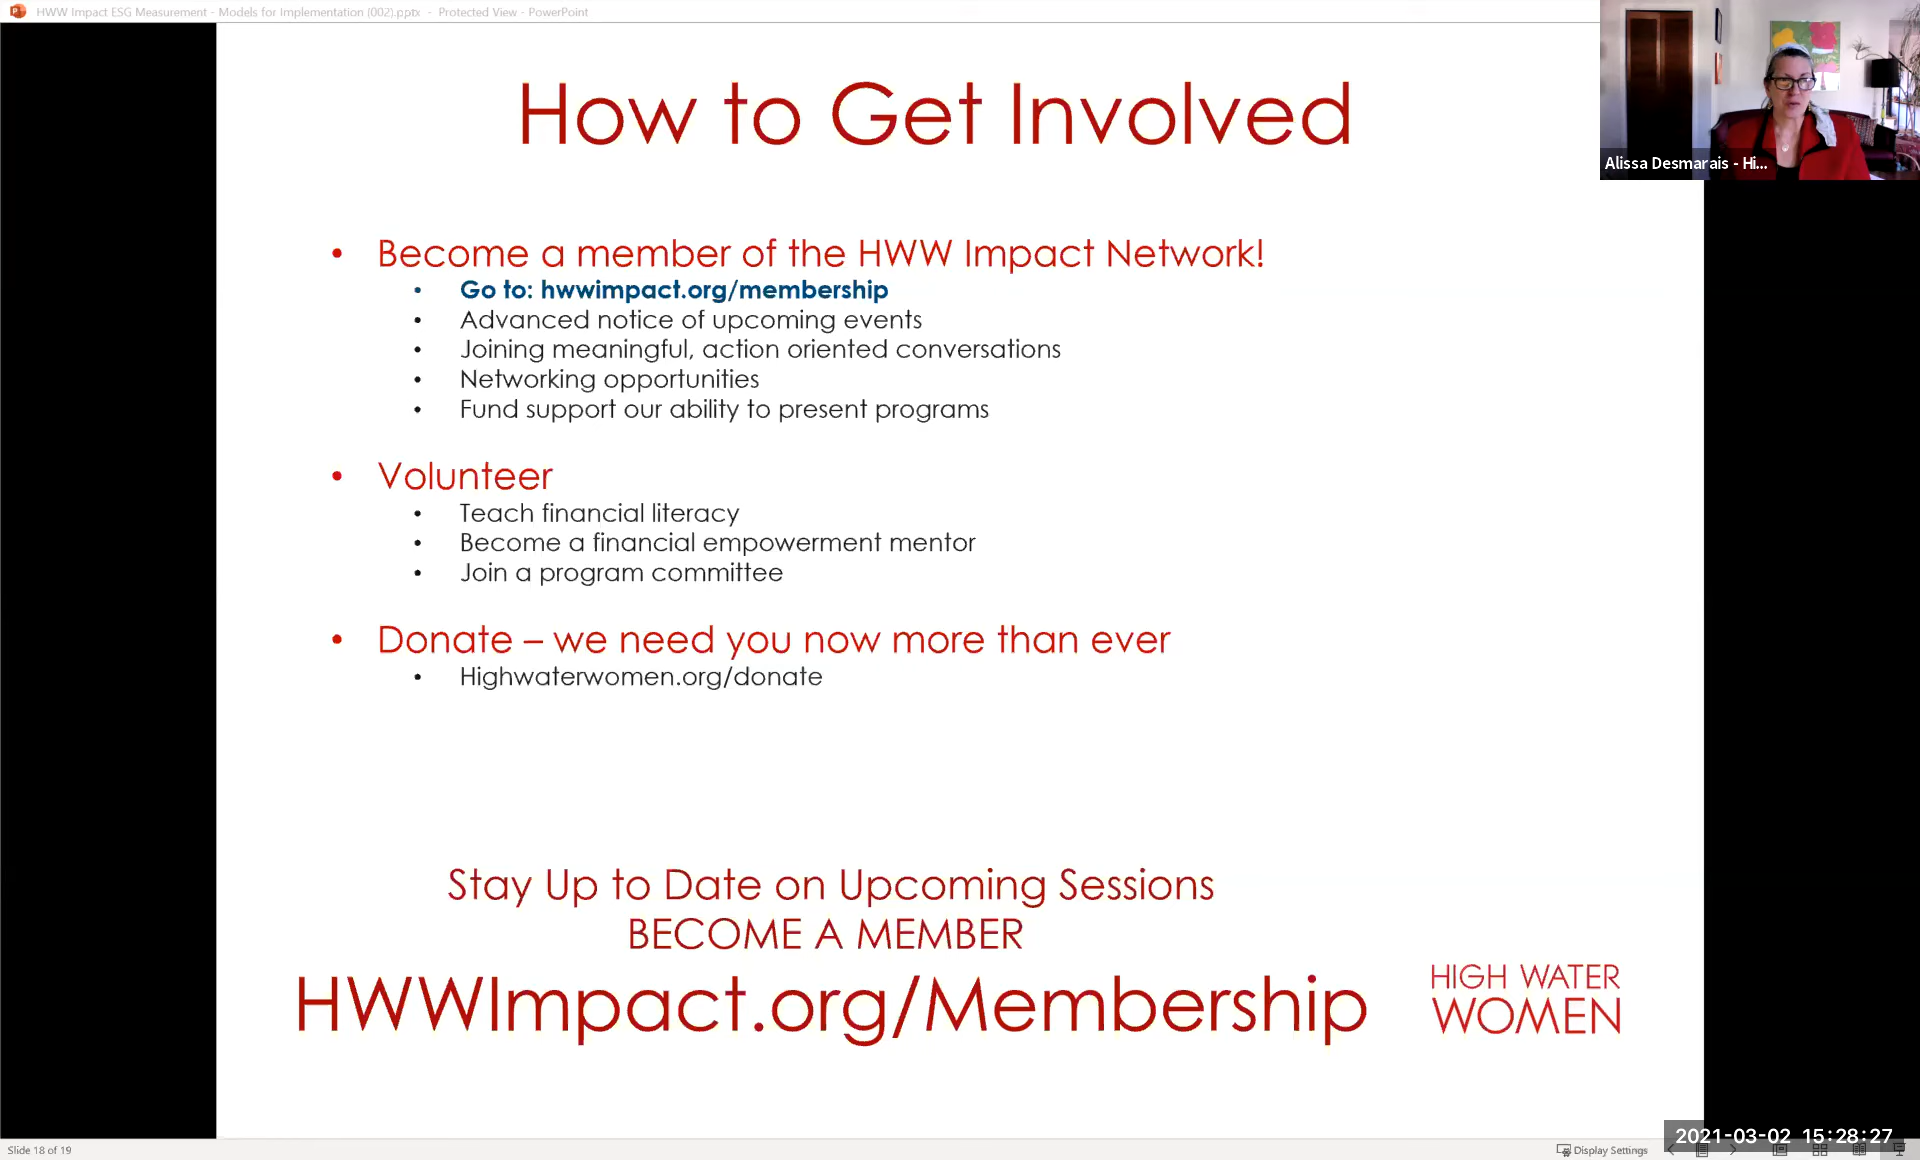 HWW Impact ESG Measurement - Models for Implementation (002).pptx - Protected View - PowerPoint
How to Get Involved
Alissa Desmarais - Hi...
• Become a member of the HWW Impact Network!
• Go to: hwwimpact.org/membership
• Advanced notice of upcoming events
• Joining meaningful, action oriented conversations
• Networking opportunities
• Fund support our ability to present programs
• Volunteer
• Teach financial literacy
• Become a financial empowerment mentor
• Join a program committee
• Donate – we need you now more than ever
• Highwaterwomen.org/donate
Stay Up to Date on Upcoming Sessions
BECOME A MEMBER
HWWImpact.org/Membership
HIGH WATER
WOMEN
2021-03-02 15:28:27
Slide 18 of 19
Display Settings